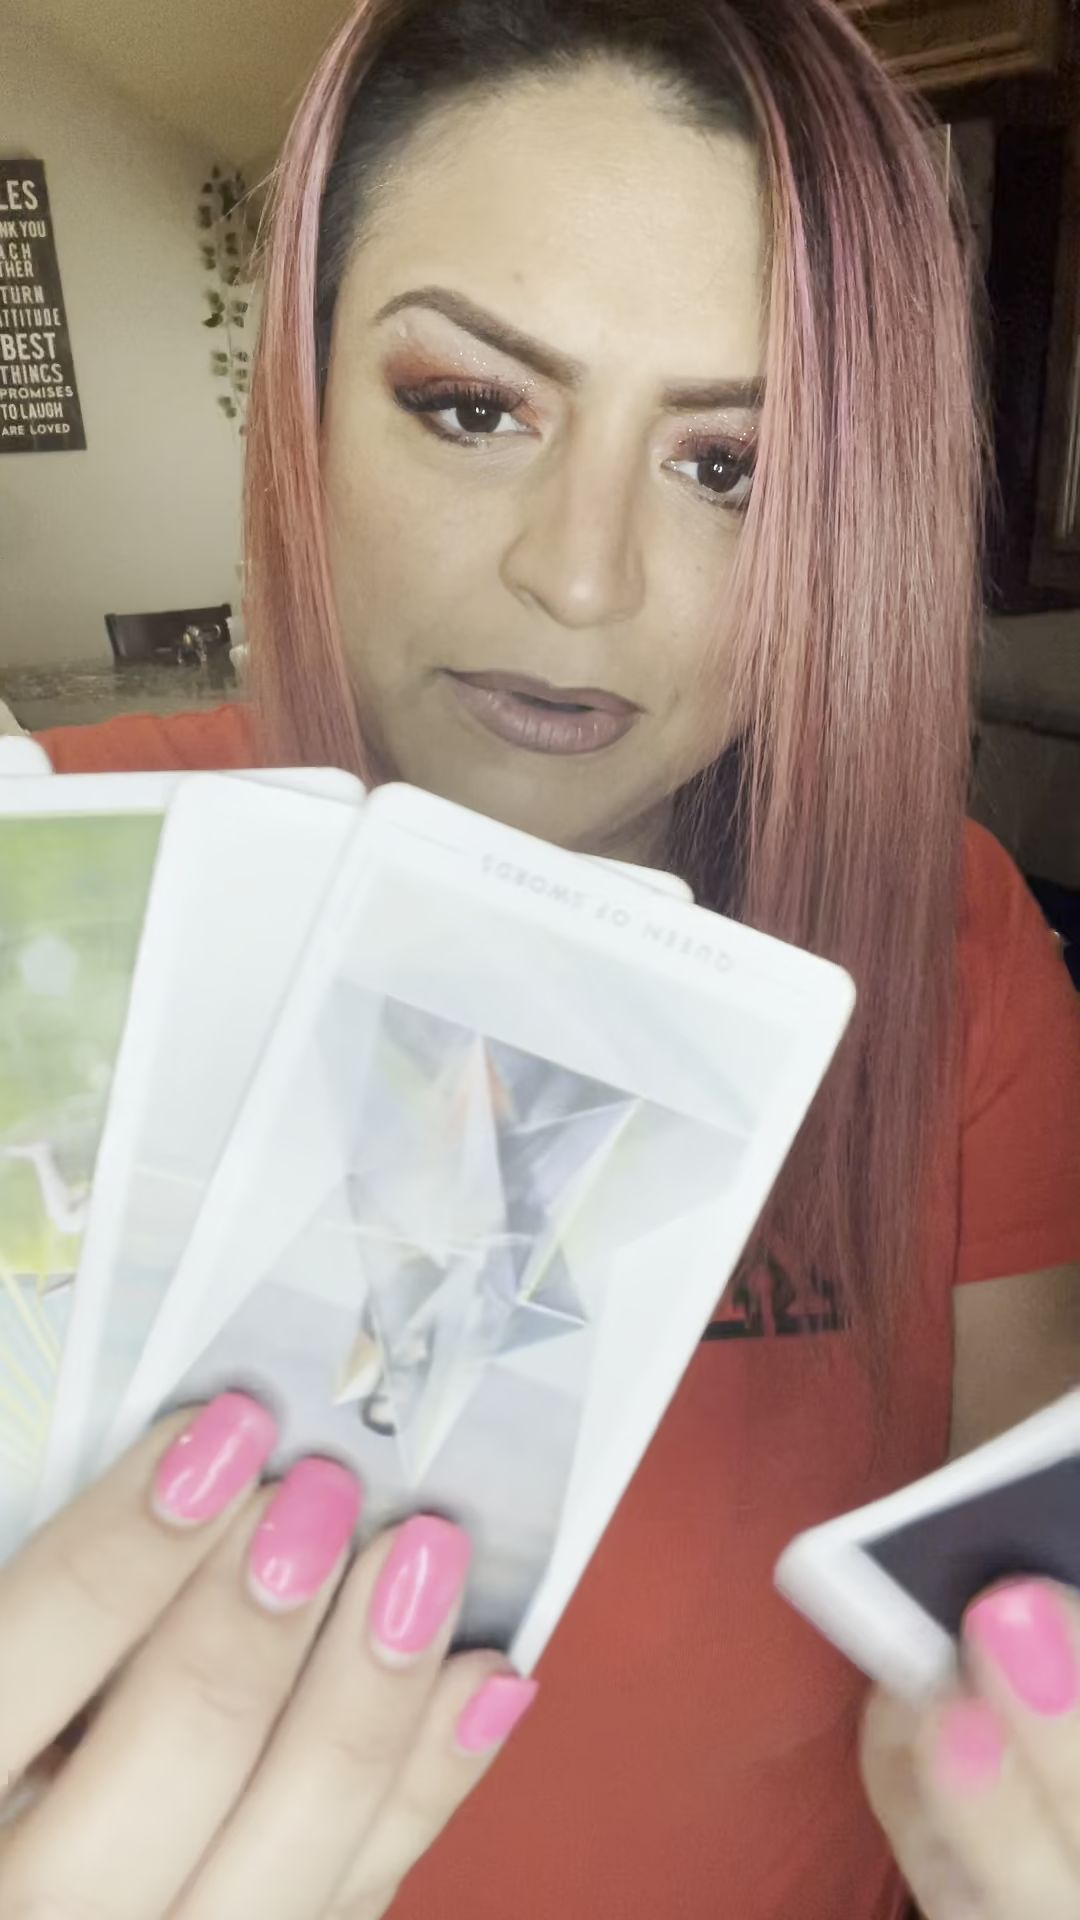 LES
NK YOU
ACH
THER
TURN
ATTITUDE
BEST
THINGS
PROMISES
TO LAUGH
ARE LOVED
QUEEN OF SWORDS